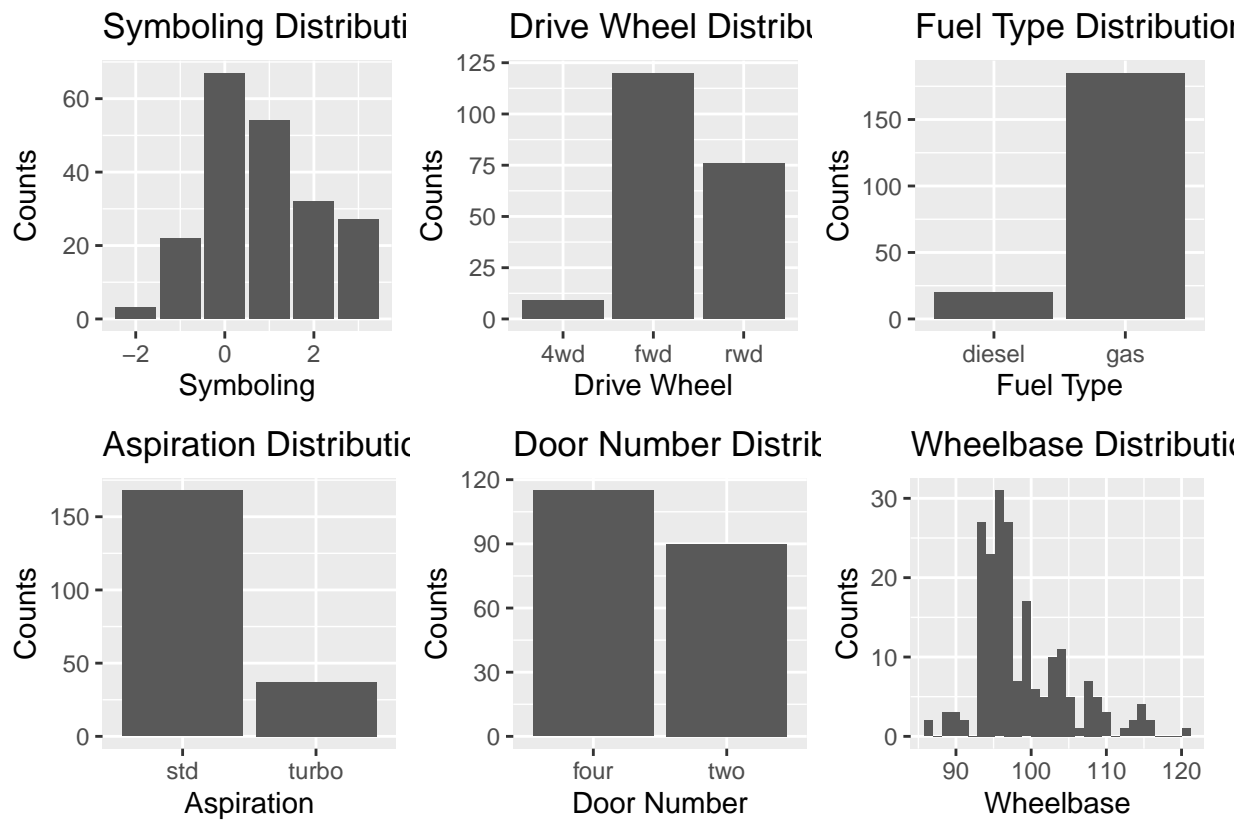 Symboling Distributi
60
40
20
0
Counts
−2 0 2
Symboling
Drive Wheel Distribu
125
100
75
50
25
0
Counts
4wd fwd rwd
Drive Wheel
Fuel Type Distribution
150
100
50
0
Counts
diesel gas
Fuel Type
Aspiration Distributio
150
100
50
0
Counts
std turbo
Aspiration
Door Number Distrib
120
90
60
30
0
Counts
four two
Door Number
Wheelbase Distributio
30
20
10
0
Counts
90 100 110 120
Wheelbase